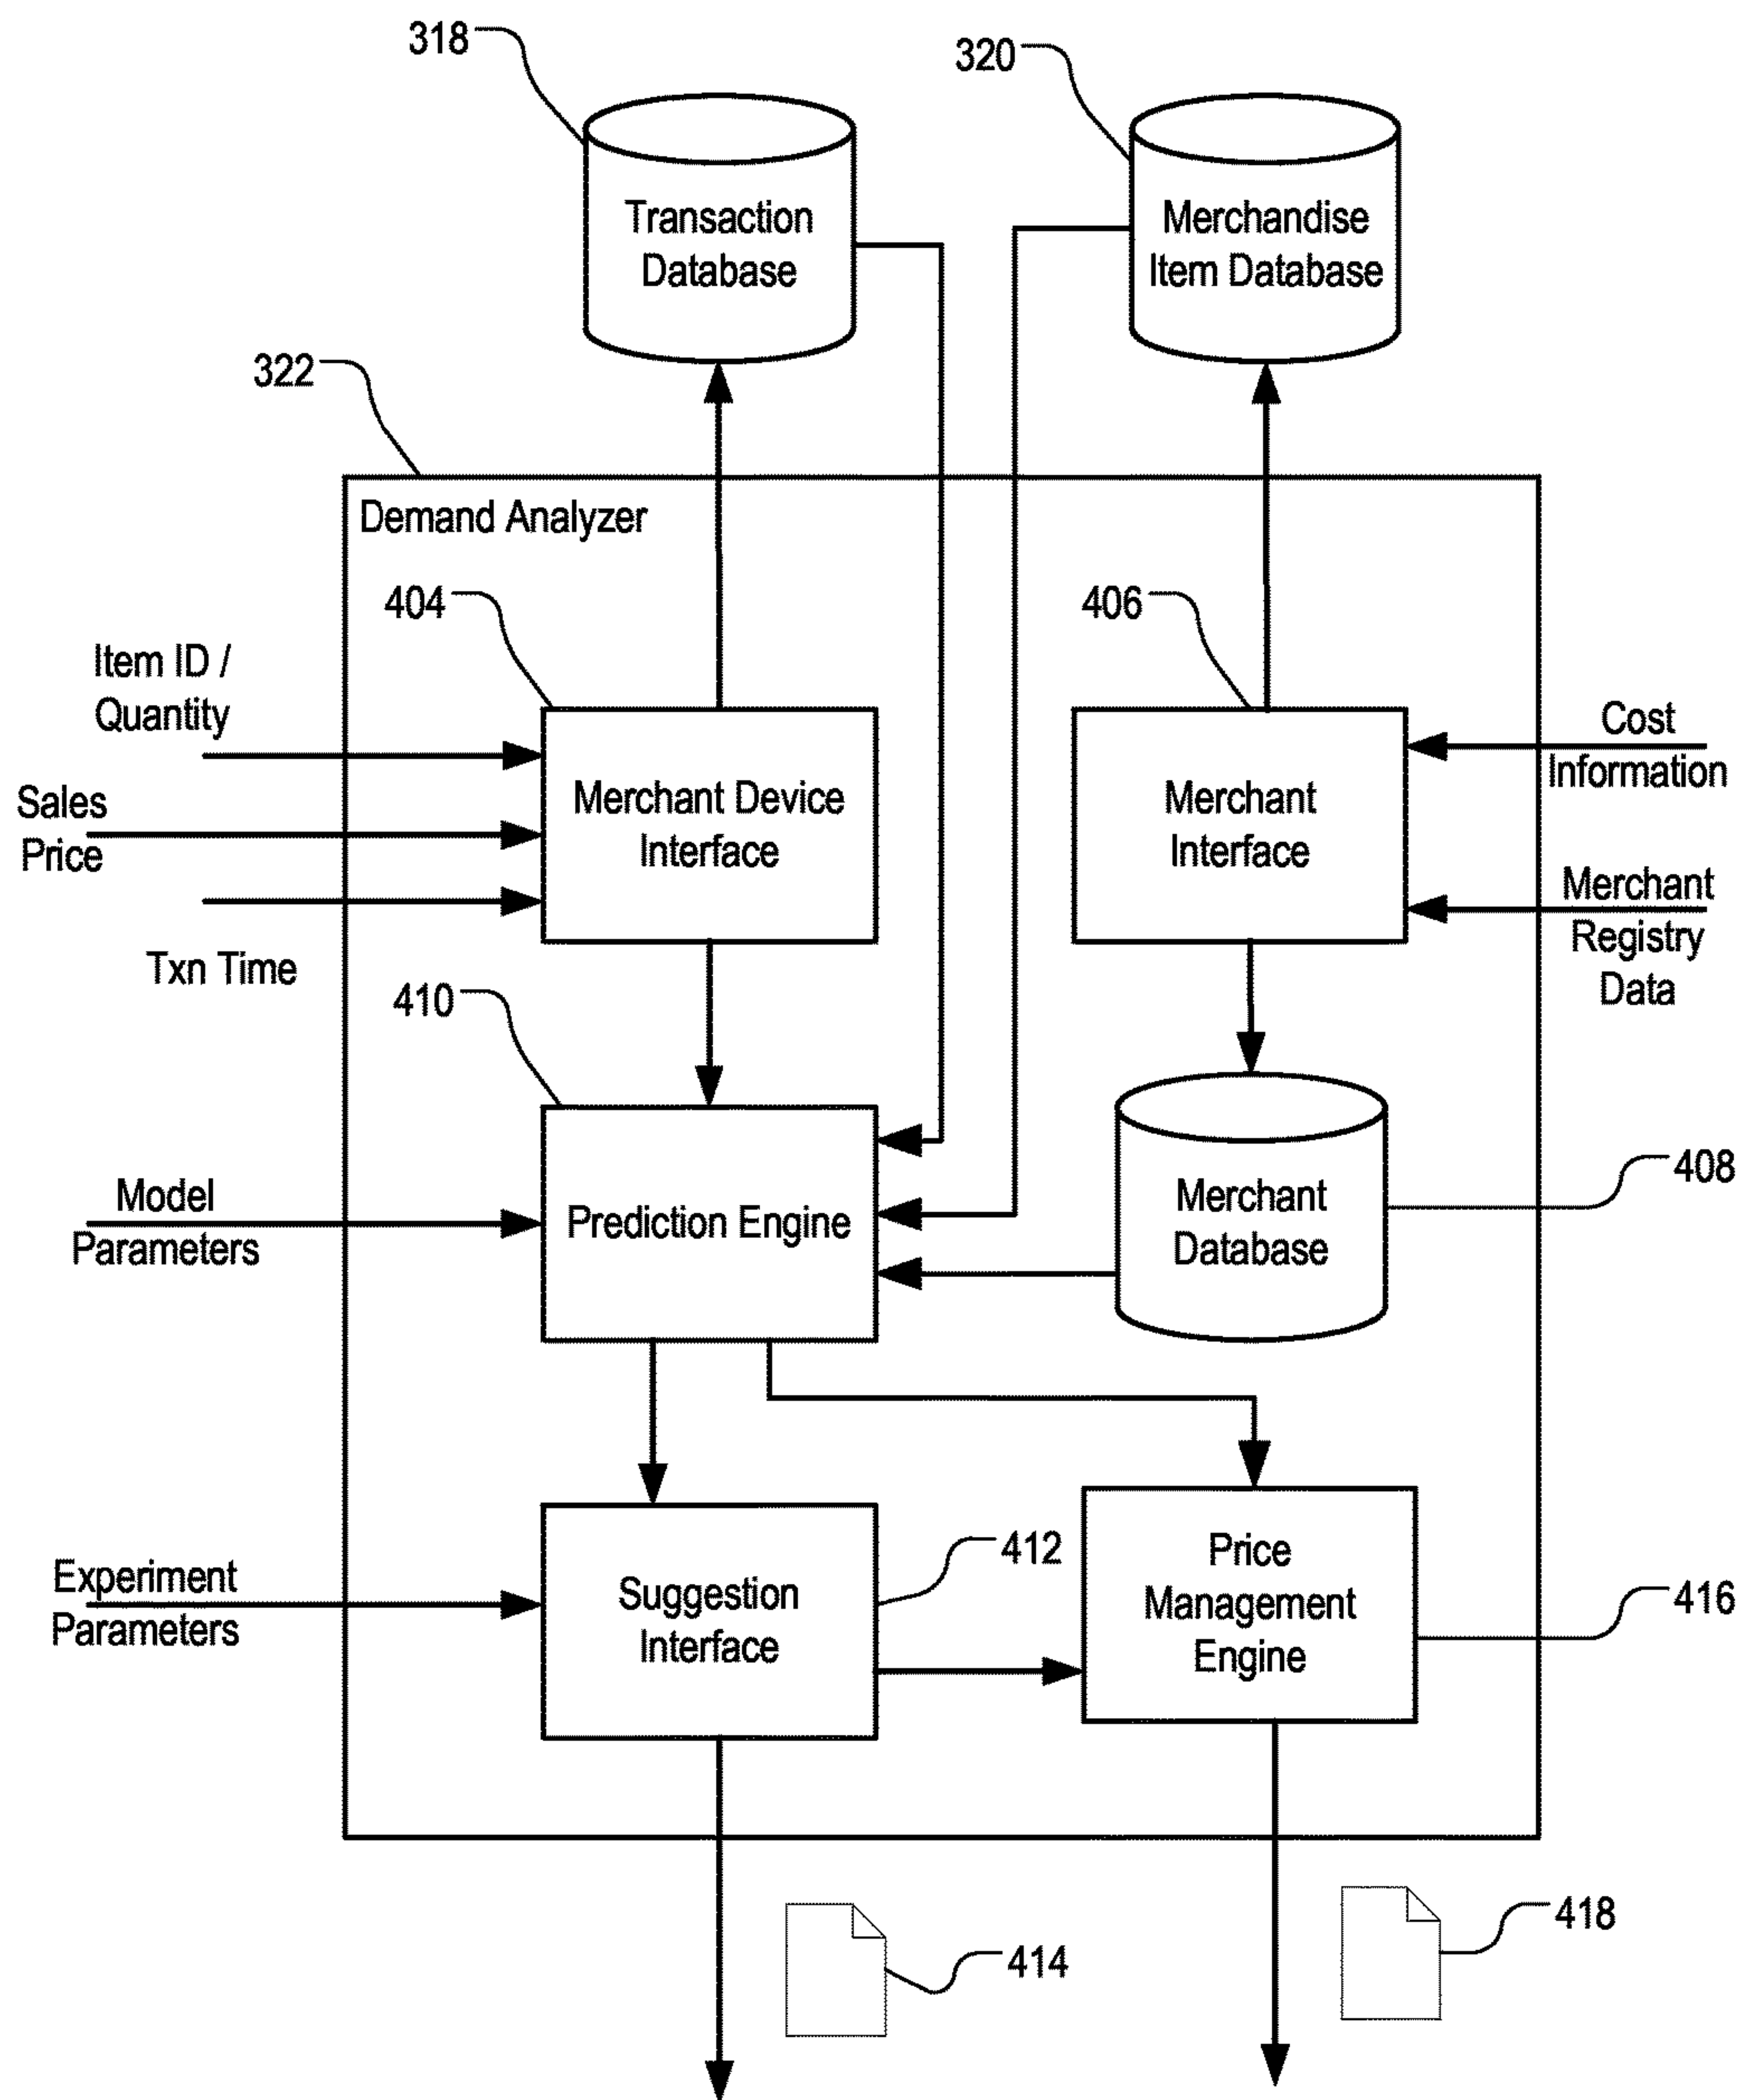 318
320
Transaction
Database
Merchandise
Item Database
322
Demand Analyzer
404
406
Item ID /
Quantity
Sales
Price
Txn Time
Merchant Device
Interface
Merchant
Interface
Cost
Information
Merchant
Registry
Data
410
408
Model
Parameters
Prediction Engine
Merchant
Database
Experiment
Parameters
Suggestion
Interface
412
Price
Management
Engine
416
414
418